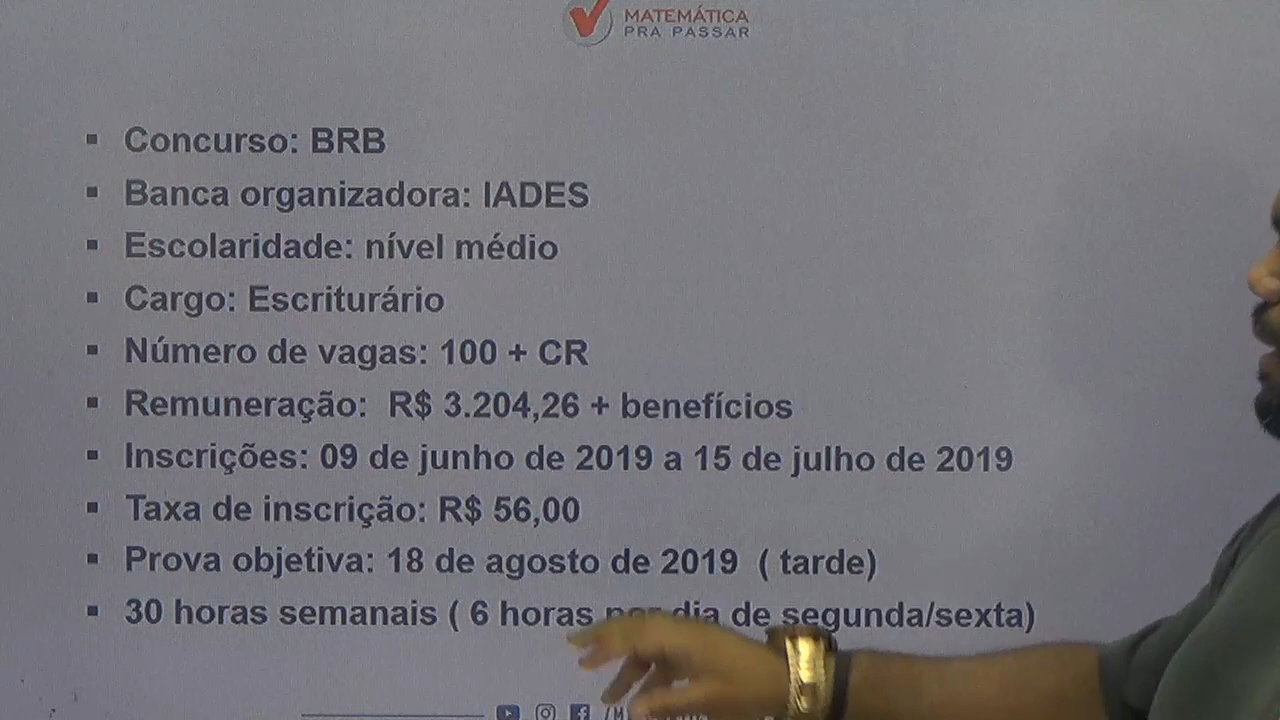 MATEMÁTICA
PRA PASSAR
Concurso: BRB
Banca organizadora: IADES
Escolaridade: nível médio
Cargo: Escriturário
Número de vagas: 100 + CR
Remuneração: R$ 3.204,26 + benefícios
Inscrições: 09 de junho de 2019 a 15 de julho de 2019
Taxa de inscrição: R$ 56,00
Prova objetiva: 18 de agosto de 2019 ( tarde)
30 horas semanais ( 6 horas por dia de segunda/sexta)